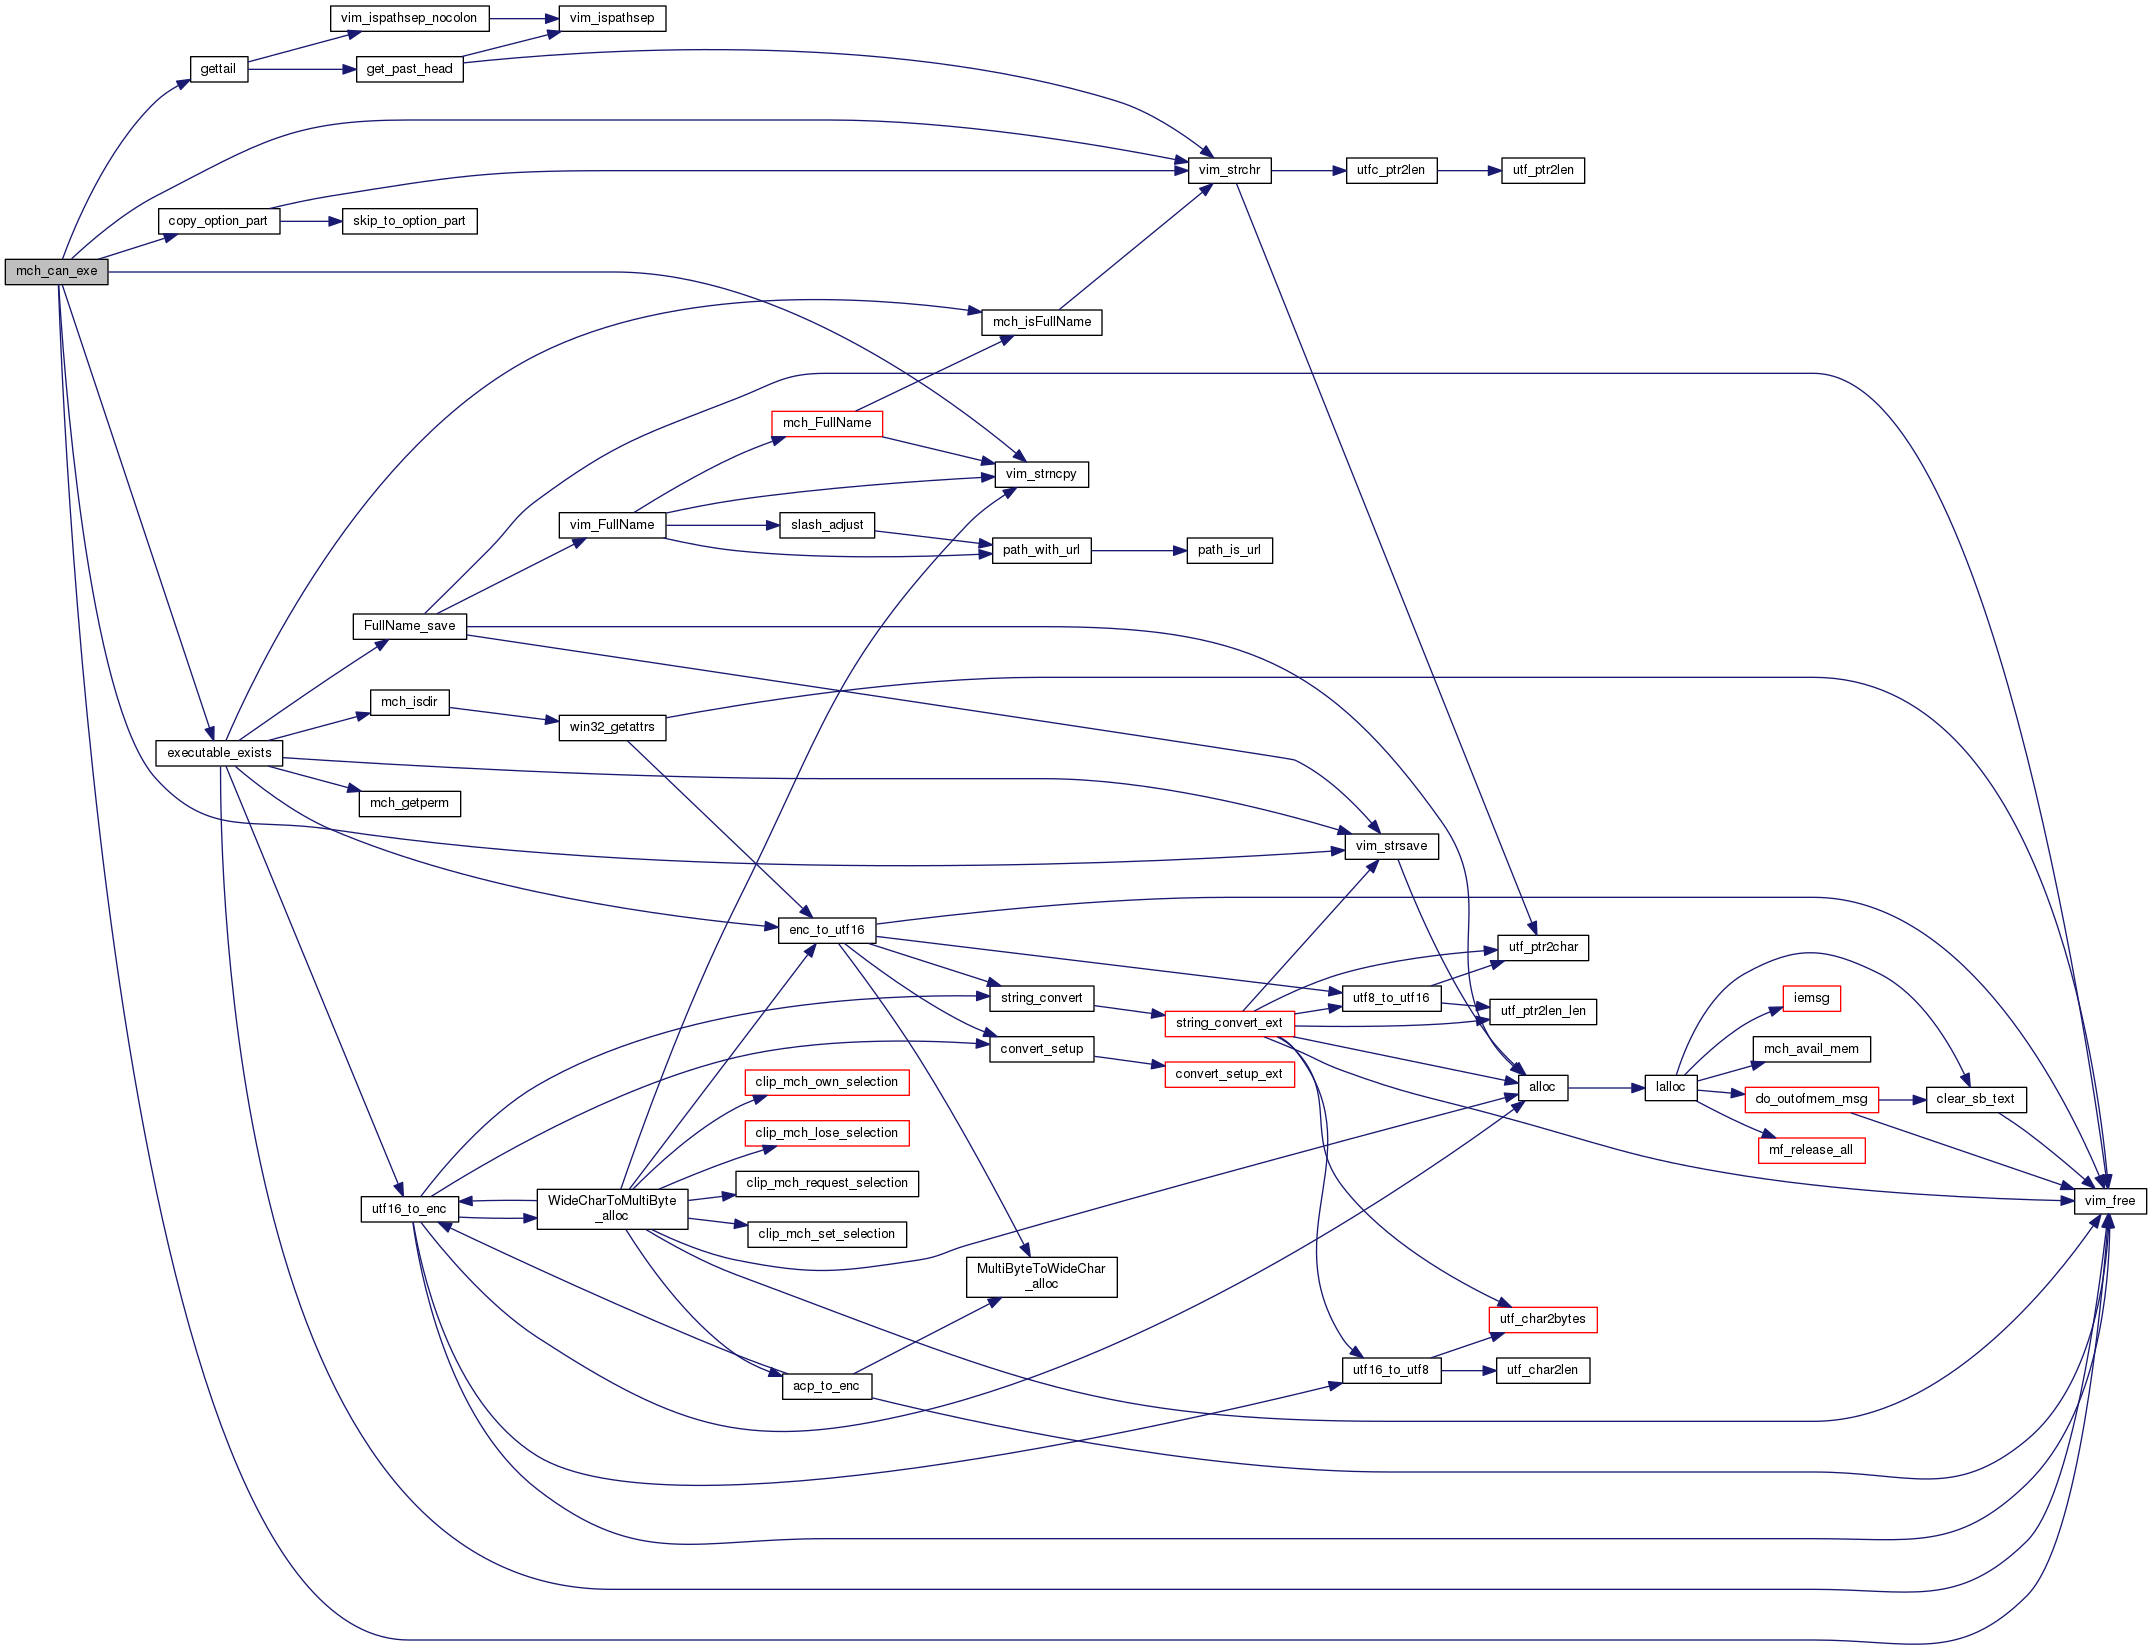 vim_ispathsep_nocolon
vim_ispathsep
gettail
get_past_head
vim_strchr
utfc_ptr2len
utf_ptr2len
copy_option_part
skip_to_option_part
mch_can_exe
mch_isFullName
mch_FullName
vim_strncpy
vim_FullName
slash_adjust
path_with_url
path_is_url
FullName_save
mch_isdir
win32_getattrs
executable_exists
mch_getperm
vim_strsave
enc_to_utf16
utf_ptr2char
string_convert
utf8_to_utf16
iemsg
utf_ptr2len_len
string_convert_ext
convert_setup
mch_avail_mem
convert_setup_ext
clip_mch_own_selection
alloc
lalloc
do_outofmem_msg
clear_sb_text
clip_mch_lose_selection
mf_release_all
clip_mch_request_selection
vim_free
utf16_to_enc
WideCharToMultiByte
_alloc
clip_mch_set_selection
MultiByteToWideChar
_alloc
utf_char2bytes
utf16_to_utf8
utf_char2len
acp_to_enc